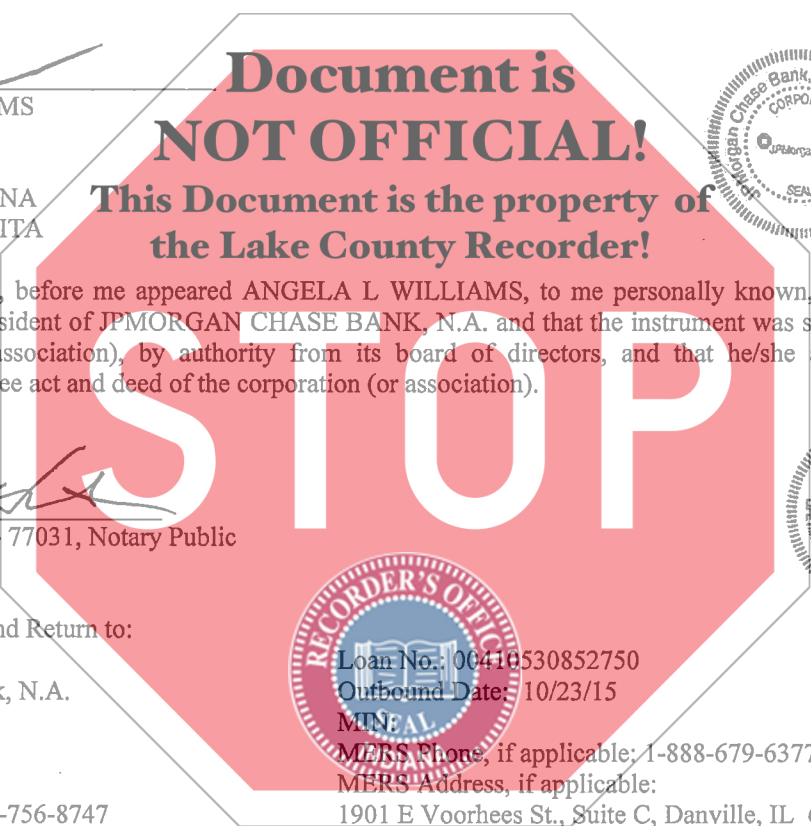 Document is
NOT OFFICIAL!
This Document is the property of
the Lake County Recorder!
STOP
MS
NA
ITA
Bank,
JPMorgan Chase
CORPO
JPMorga
SEAL
, before me appeared ANGELA L WILLIAMS, to me personally known,
sident of JPMORGAN CHASE BANK, N.A. and that the instrument was s
association), by authority from its board of directors, and that he/she
ee act and deed of the corporation (or association).
77031, Notary Public
nd Return to:
k, N.A.
-756-8747
RECORDER'S OFFICE
SEAL
INDIANA
Loan No.: 00410530852750
Outbound Date: 10/23/15
MIN:
MERS Phone, if applicable: 1-888-679-6377
MERS Address, if applicable:
1901 E Voorhees St., Suite C, Danville, IL